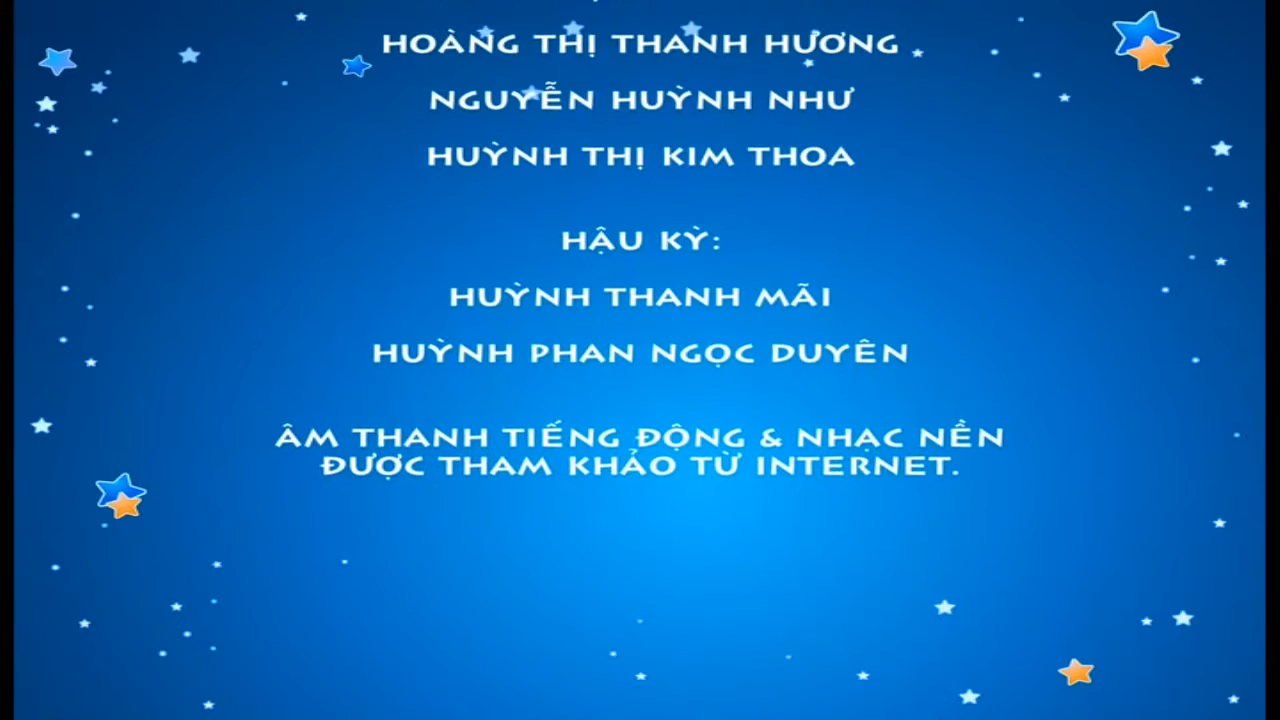 HOÀNG THỊ THANH HƯƠNG
NGUYỄN HUỲNH NHƯ
HUỲNH THỊ KIM THOA
HẬU KỲ:
HUỲNH THANH MÃI
HUỲNH PHAN NGỌC DUYÊN
ÂM THANH TIẾNG ĐỘNG & NHẠC NỀN
ĐƯỢC THAM KHẢO TỪ INTERNET.